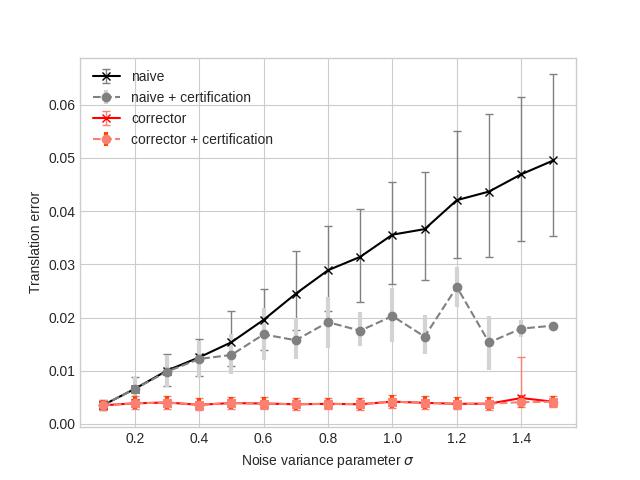 naive
naive + certification
corrector
corrector + certification
0.06
0.05
0.04
0.03
0.02
0.01
0.00
Translation error
0.2 0.4 0.6 0.8 1.0 1.2 1.4
Noise variance parameter σ